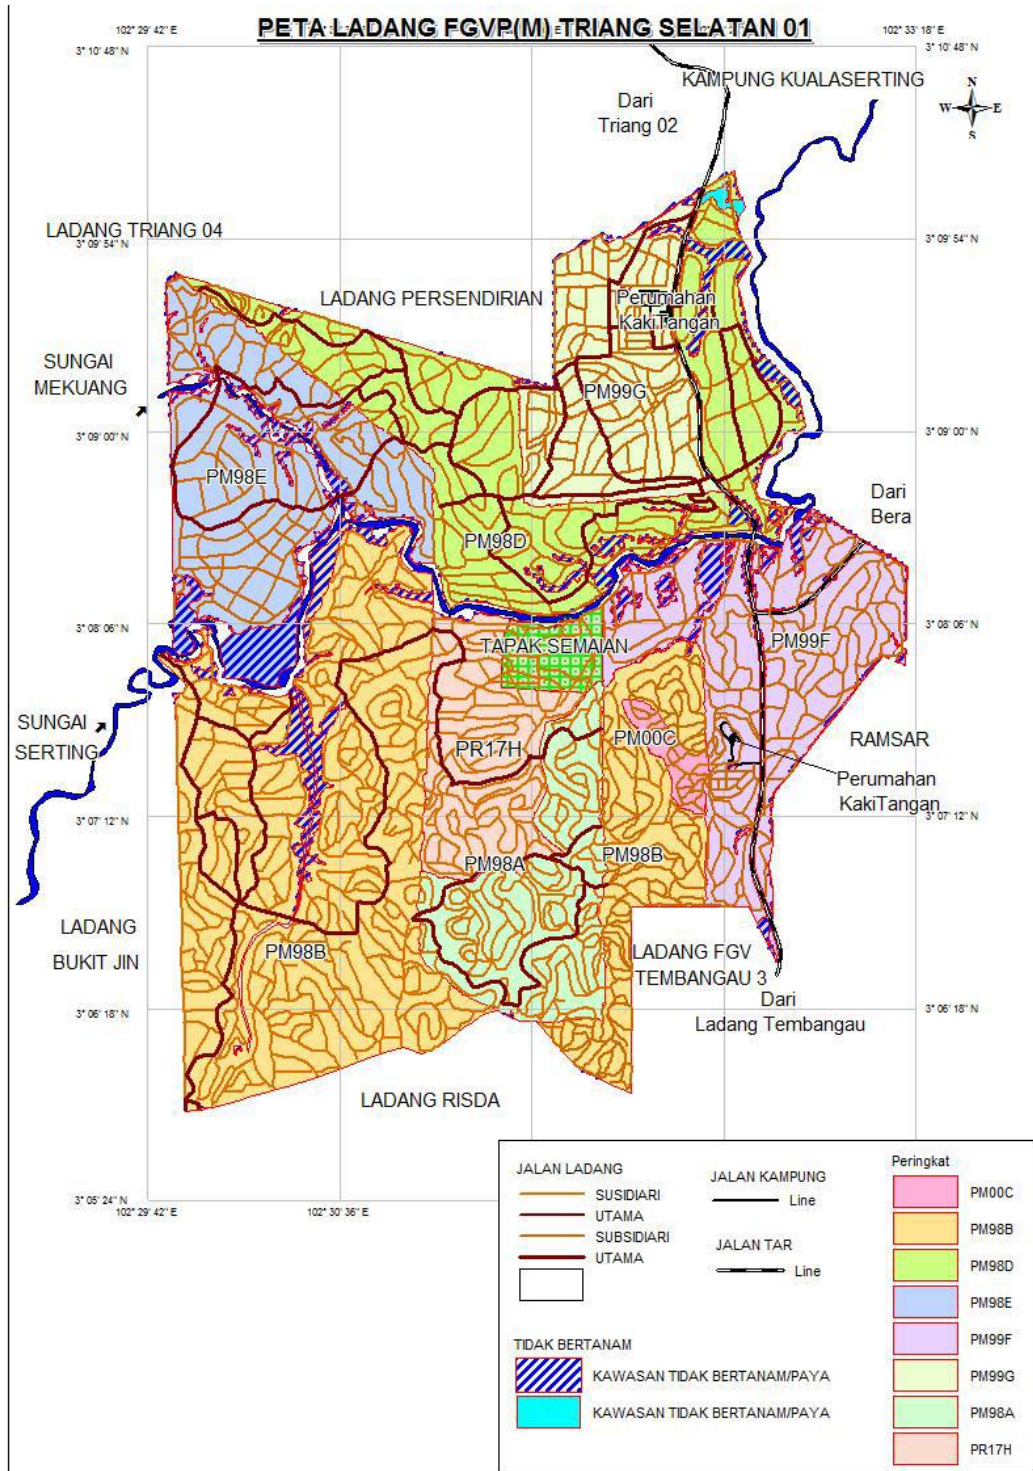 PETA LADANG FGVP(M) TRIANG SELATAN 01
102° 29' 42" E
102° 33' 18" E
3° 10' 48" N
3° 10' 48" N
KAMPUNG KUALASERTING
Dari
Triang 02
N
W
E
S
LADANG TRIANG 04
3° 09' 54" N
3° 09' 54" N
LADANG PERSENDIRIAN
Perumahan
KakiTangan
SUNGAI
MEKUANG
PM99G
3° 09' 00" N
3° 09' 00" N
PM98E
Dari
Bera
PM98D
3° 08' 06" N
3° 08' 06" N
TAPAK SEMAIAN
PM99F
SUNGAI
SERTING
PM00C
PR17H
RAMSAR
Perumahan
KakiTangan
3° 07' 12" N
3° 07' 12" N
PM98A
PM98B
LADANG
BUKIT JIN
PM98B
LADANG FGV
TEMBANGAU 3
Dari
Ladang Tembangau
3° 06' 18" N
3° 06' 18" N
LADANG RISDA
3° 05' 24" N
102° 29' 42" E
102° 30' 36" E
JALAN LADANG
SUSIDIARI
UTAMA
SUBSIDIARI
UTAMA
JALAN KAMPUNG
Line
JALAN TAR
Line
TIDAK BERTANAM
KAWASAN TIDAK BERTANAM/PAYA
KAWASAN TIDAK BERTANAM/PAYA
Peringkat
PM00C
PM98B
PM98D
PM98E
PM99F
PM99G
PM98A
PR17H